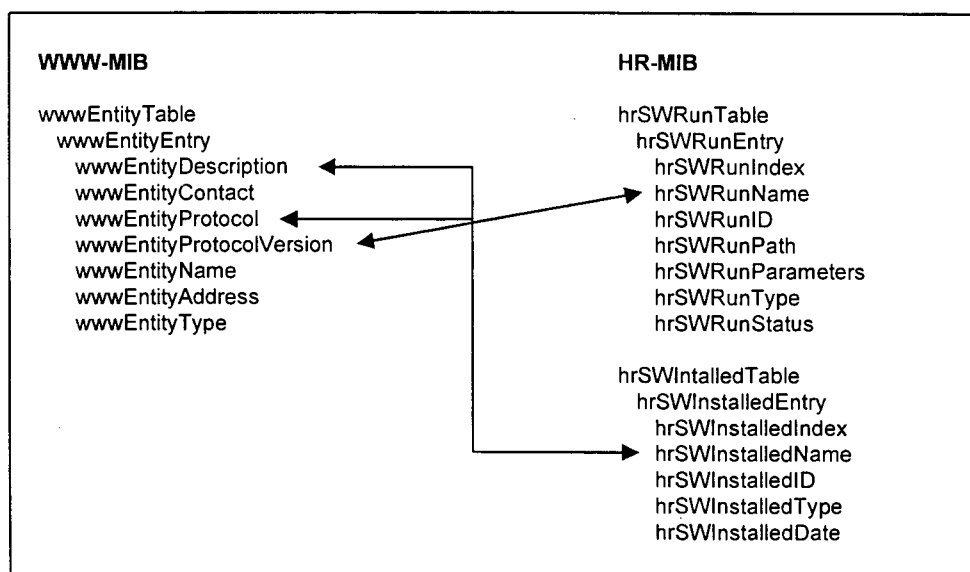 WWW-MIB
wwwEntityTable
wwwEntityEntry
wwwEntityDescription
wwwEntityContact
wwwEntityProtocol
wwwEntityProtocolVersion
wwwEntityName
wwwEntityAddress
wwwEntityType
HR-MIB
hrSWRunTable
hrSWRunEntry
hrSWRunIndex
hrSWRunName
hrSWRunID
hrSWRunPath
hrSWRunParameters
hrSWRunType
hrSWRunStatus
hrSWIntalledTable
hrSWInstalledEntry
hrSWInstalledIndex
hrSWInstalledName
hrSWInstalledID
hrSWInstalledType
hrSWInstalledDate